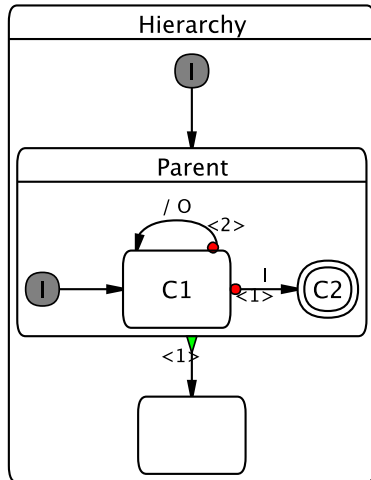 Hierarchy
I
Parent
/ O
<2>
I
C1
I
<1>
C2
<1>